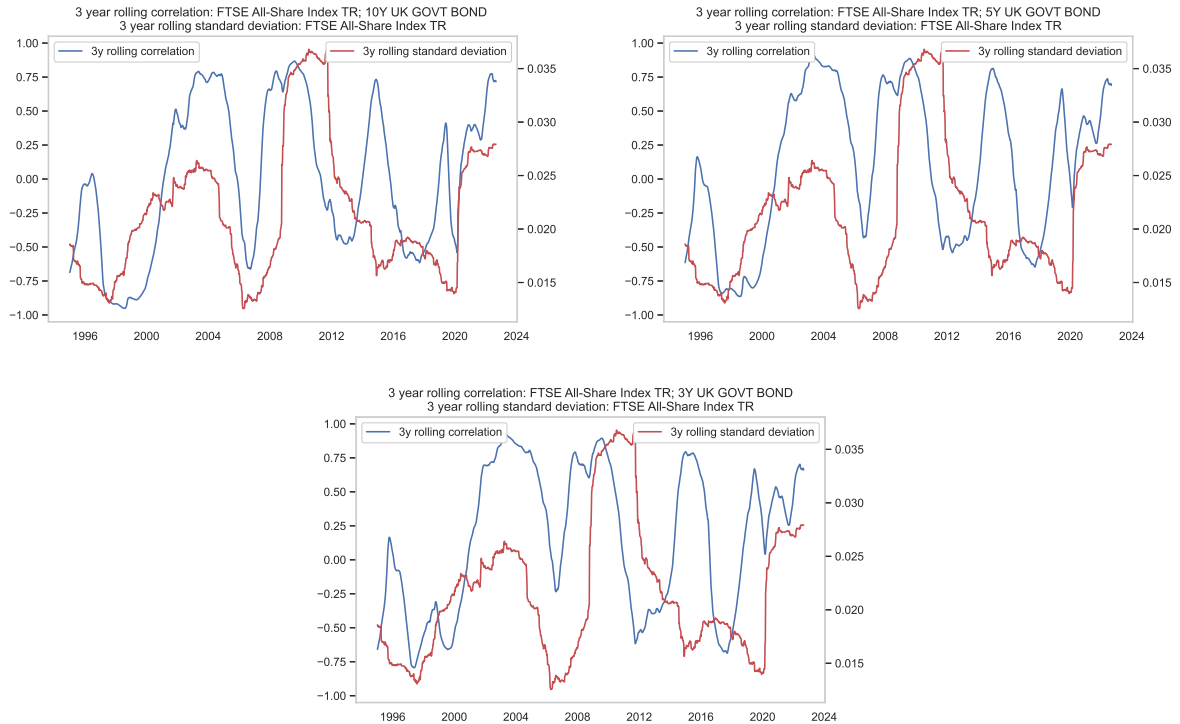 3 year rolling correlation: FTSE All-Share Index TR; 10Y UK GOVT BOND
3 year rolling standard deviation: FTSE All-Share Index TR
3y rolling correlation
3y rolling standard deviation
1.00
0.75
0.50
0.25
0.00
−0.25
−0.50
−0.75
−1.00
0.035
0.030
0.025
0.020
0.015
1996 2000 2004 2008 2012 2016 2020 2024
3 year rolling correlation: FTSE All-Share Index TR; 5Y UK GOVT BOND
3 year rolling standard deviation: FTSE All-Share Index TR
3y rolling correlation
3y rolling standard deviation
1.00
0.75
0.50
0.25
0.00
−0.25
−0.50
−0.75
−1.00
0.035
0.030
0.025
0.020
0.015
1996 2000 2004 2008 2012 2016 2020 2024
3 year rolling correlation: FTSE All-Share Index TR; 3Y UK GOVT BOND
3 year rolling standard deviation: FTSE All-Share Index TR
3y rolling correlation
3y rolling standard deviation
1.00
0.75
0.50
0.25
0.00
−0.25
−0.50
−0.75
−1.00
0.035
0.030
0.025
0.020
0.015
1996 2000 2004 2008 2012 2016 2020 2024